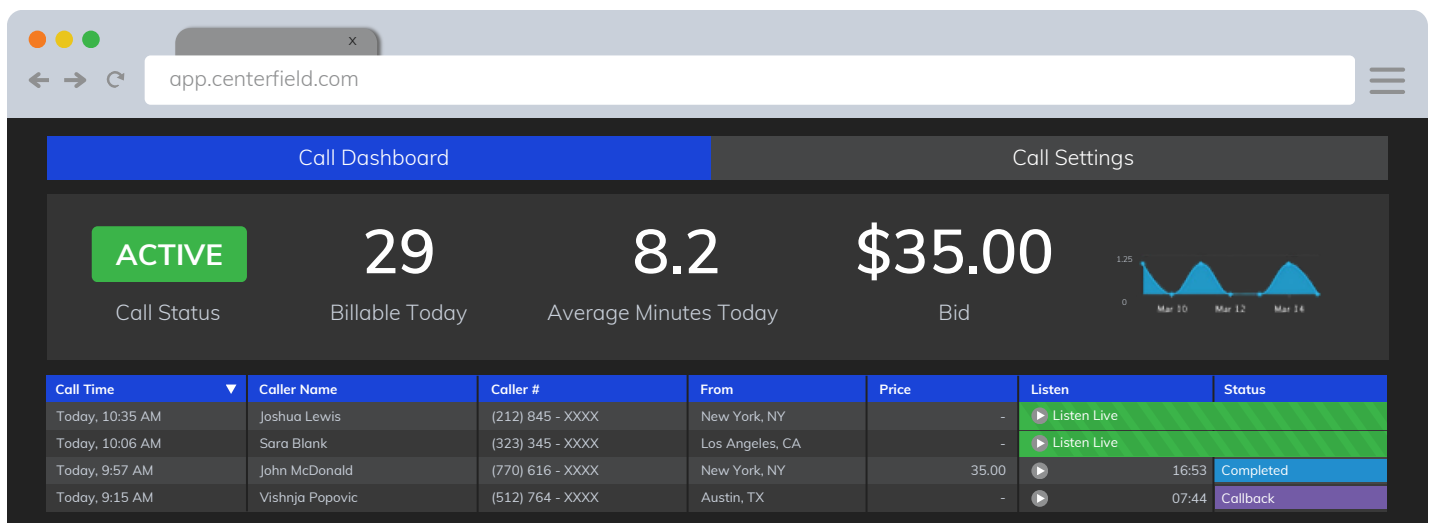 x
app.centerfield.com
Call Dashboard Call Settings
ACTIVE 29 8.2 $35.00
Call Status Billable Today Average Minutes Today Bid
1.25
0
Mar 10 Mar 12 Mar 14
Call Time Caller Name Caller # From Price Listen Status
Today, 10:35 AM Joshua Lewis (212) 845 - XXXX New York, NY - Listen Live
Today, 10:06 AM Sara Blank (323) 345 - XXXX Los Angeles, CA - Listen Live
Today, 9:57 AM John McDonald (770) 616 - XXXX New York, NY 35.00 16:53 Completed
Today, 9:15 AM Vishnja Popovic (512) 764 - XXXX Austin, TX - 07:44 Callback